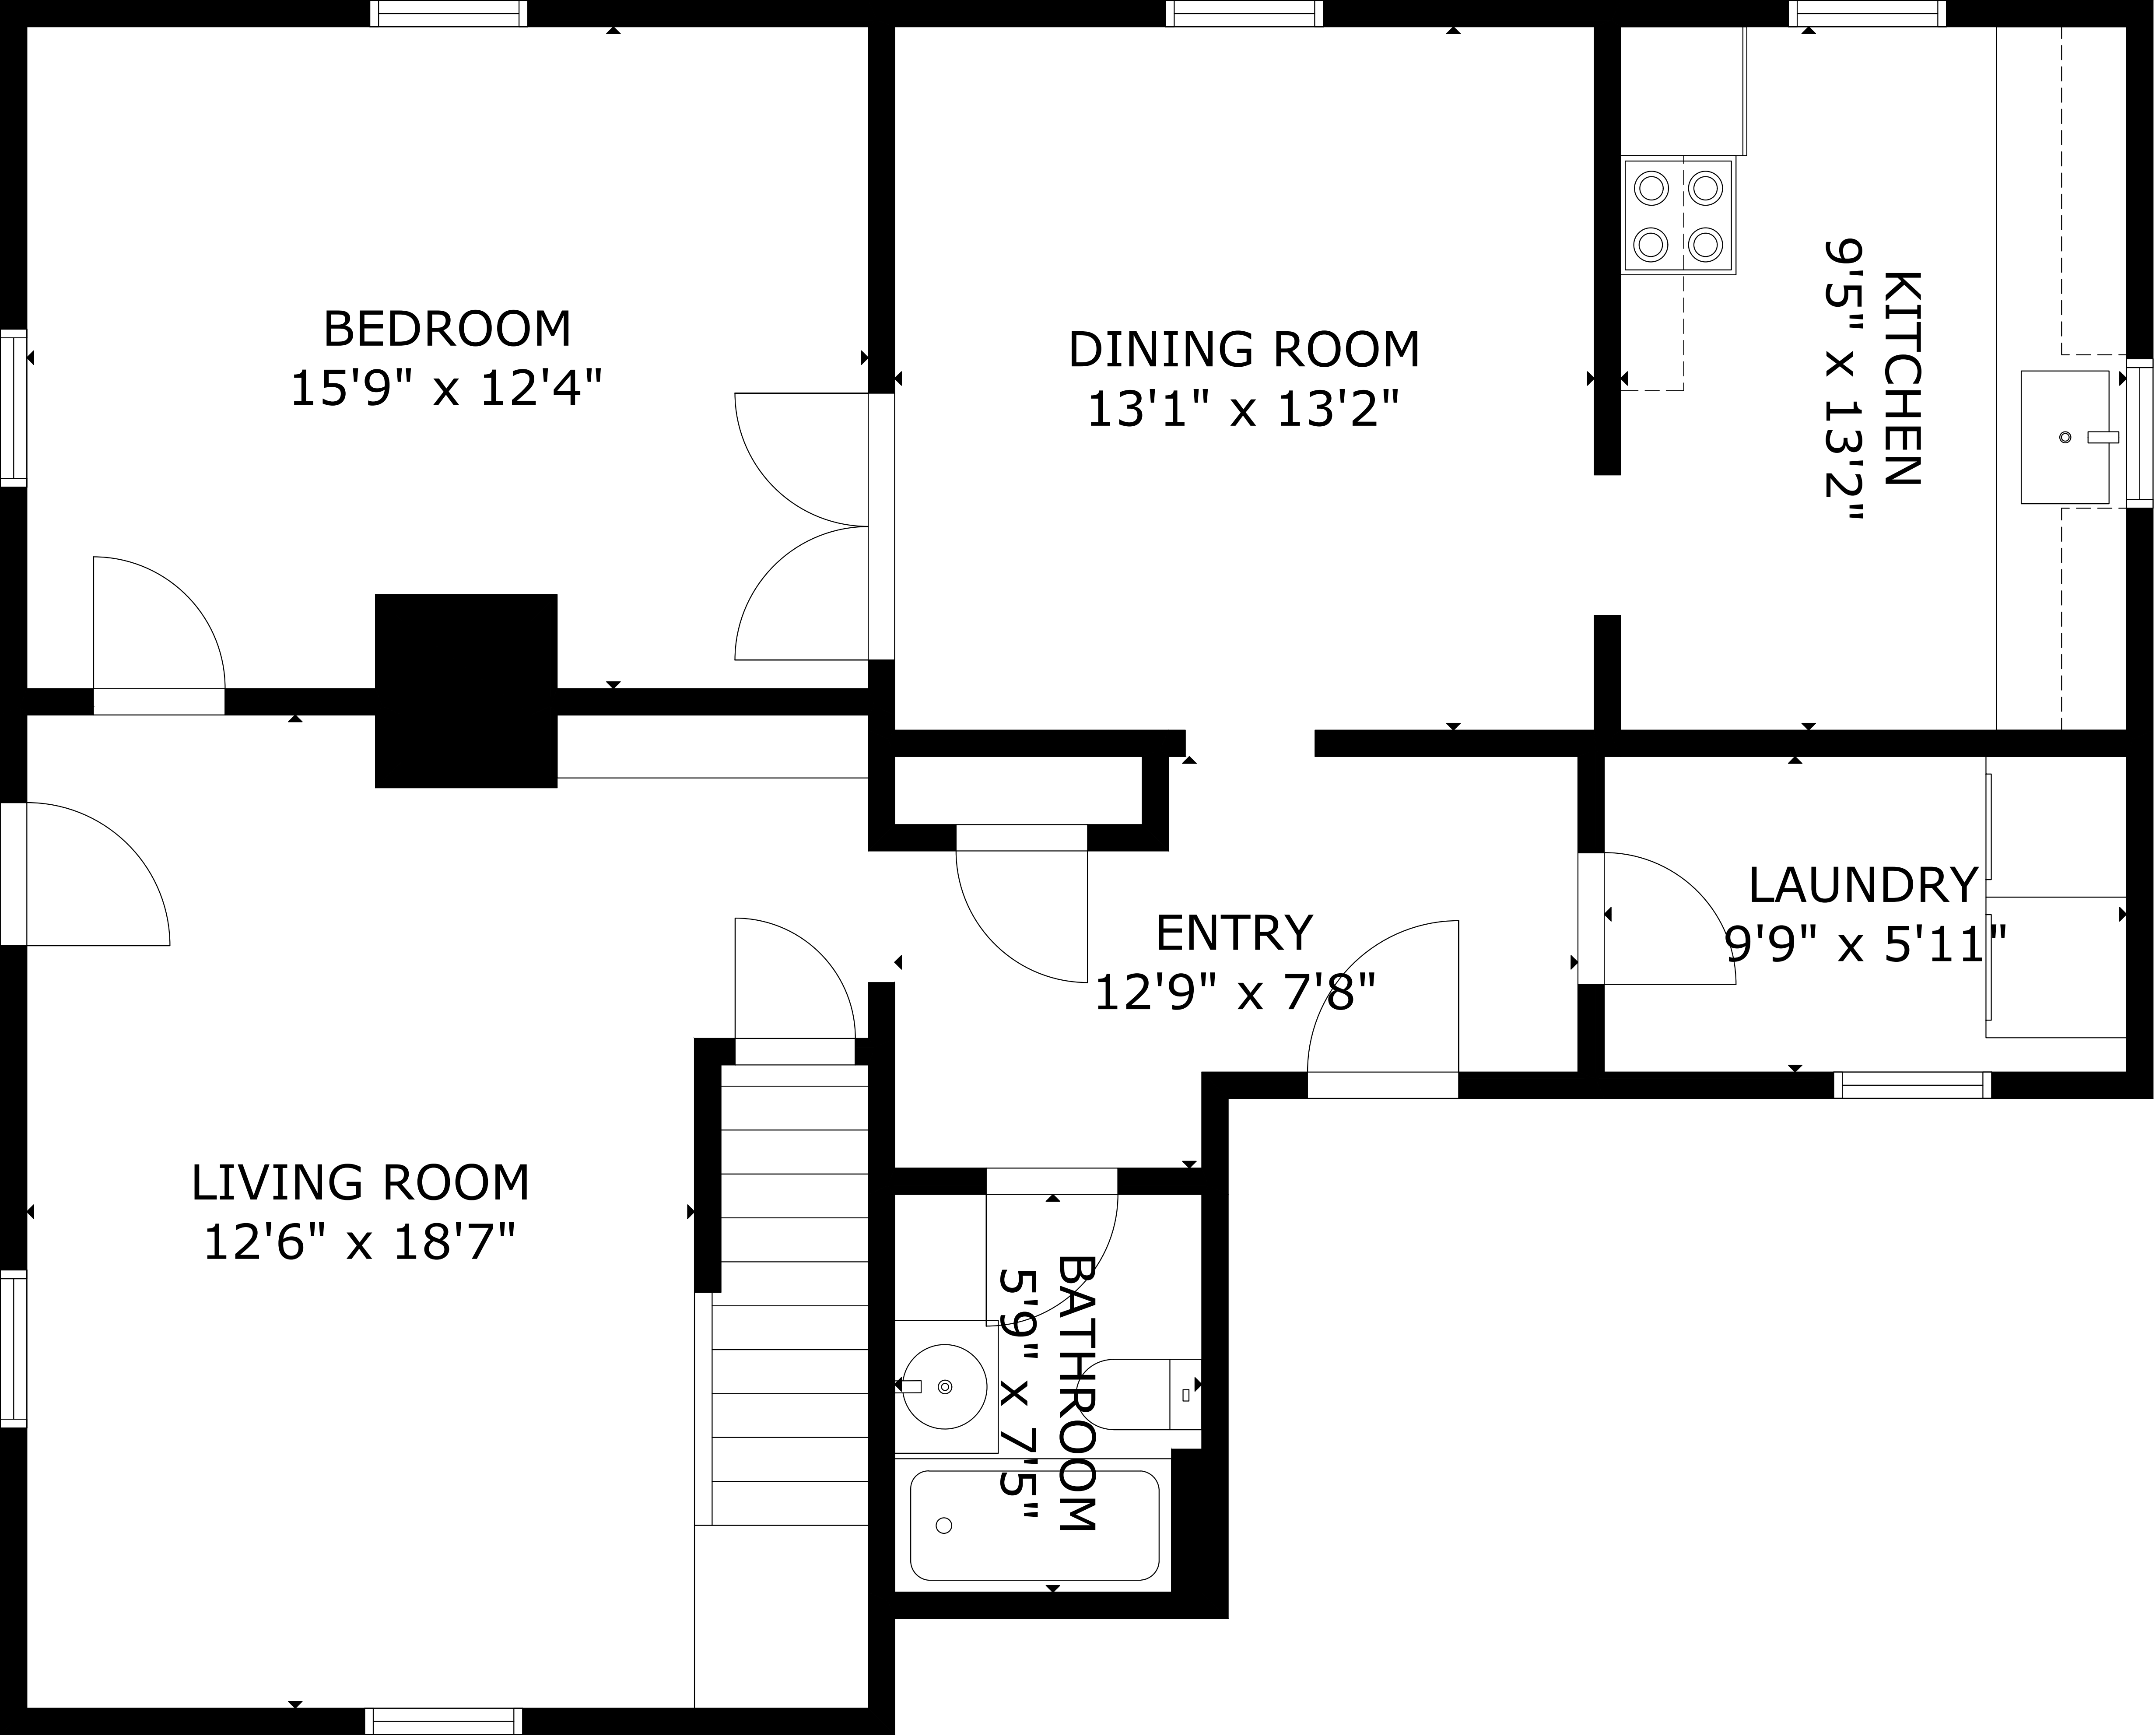 BEDROOM
15'9" x 12'4"
DINING ROOM
13'1" x 13'2"
KITCHEN
9'5" x 13'2"
LAUNDRY
9'9" x 5'11"
ENTRY
12'9" x 7'8"
LIVING ROOM
12'6" x 18'7"
BATHROOM
5'9" x 7'5"